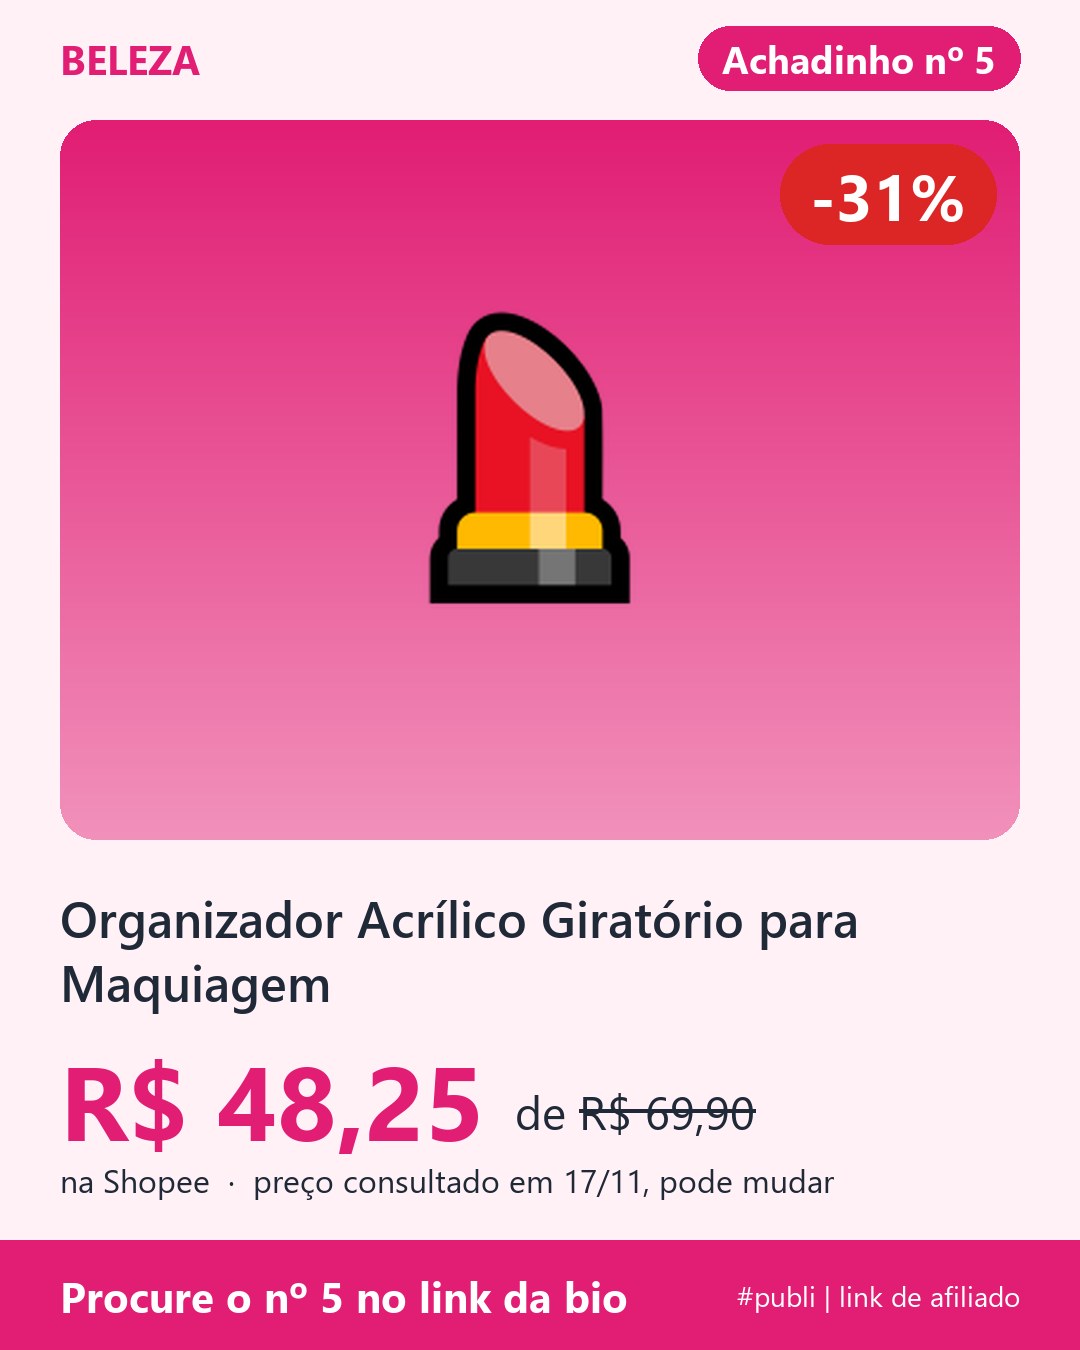 BELEZA
Achadinho nº 5
-31%
Organizador Acrílico Giratório para
Maquiagem
R$ 48,25 de R$ 69,90
na Shopee · preço consultado em 17/11, pode mudar
Procure o nº 5 no link da bio
#publi | link de afiliado